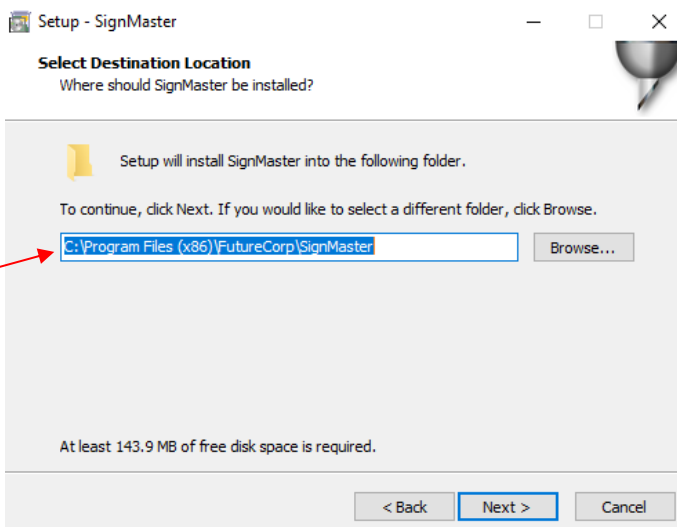 Setup - SignMaster
Select Destination Location
Where should SignMaster be installed?
Setup will install SignMaster into the following folder.
To continue, click Next. If you would like to select a different folder, click Browse.
C:\Program Files (x86)\FutureCorp\SignMaster
Browse...
At least 143.9 MB of free disk space is required.
< Back Next > Cancel